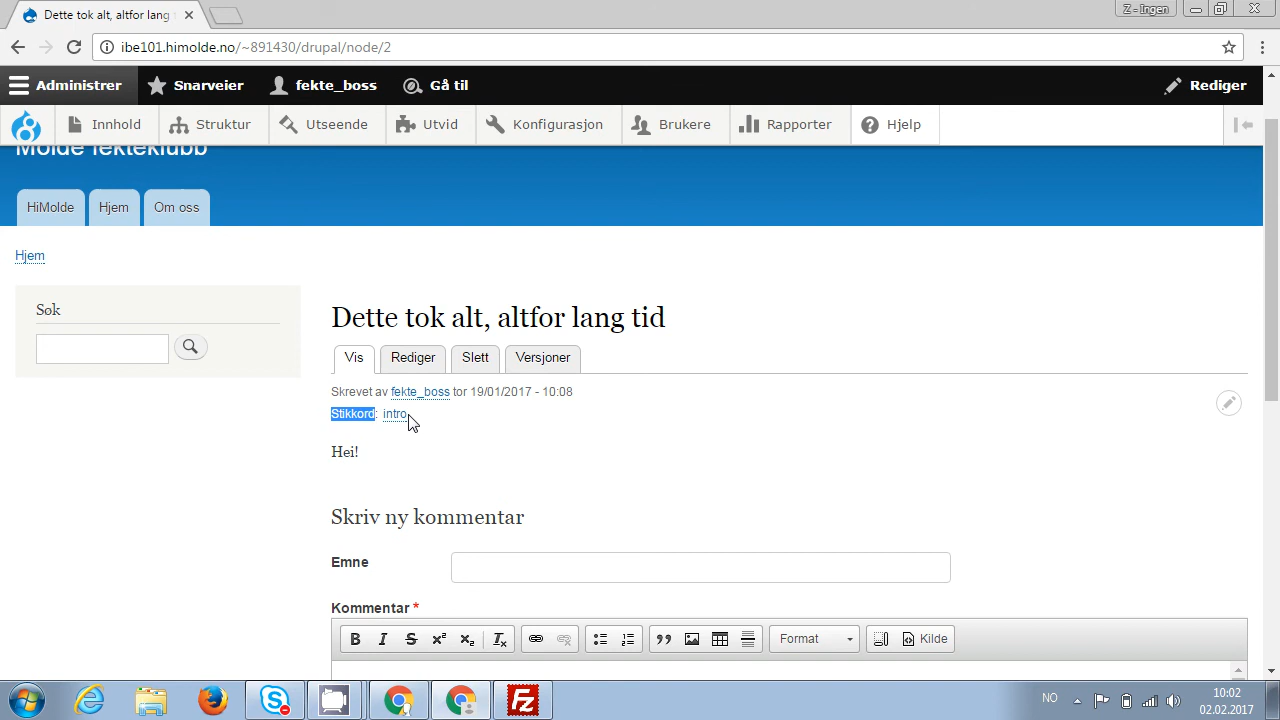 Dette tok alt, altfor lang
Z - Ingen
ibe101.himolde.no/~891430/drupal/node/2
Administrer Snarveier fekte_boss Gå til Rediger
Innhold Struktur Utseende Utvid Konfigurasjon Brukere Rapporter Hjelp
Molde fekteklubb
HiMolde Hjem Om oss
Hjem
Søk
Dette tok alt, altfor lang tid
Vis Rediger Slett Versjoner
Skrevet av fekte_boss tor 19/01/2017 - 10:08
Stikkord: intro
Hei!
Skriv ny kommentar
Emne
Kommentar *
Format Kilde
NO
10:02
02.02.2017